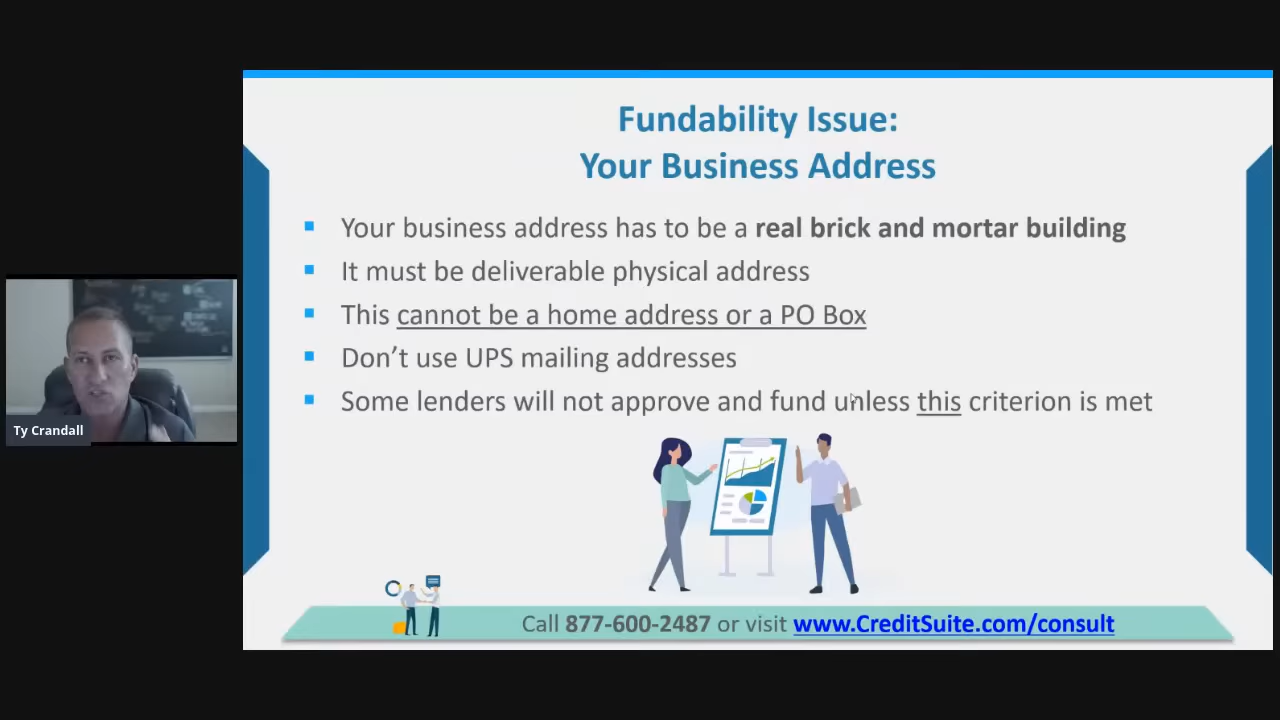 Fundability Issue:
Your Business Address
Your business address has to be a real brick and mortar building
It must be deliverable physical address
This cannot be a home address or a PO Box
Don’t use UPS mailing addresses
Some lenders will not approve and fund unless this criterion is met
Ty Crandall
Call 877-600-2487 or visit www.CreditSuite.com/consult